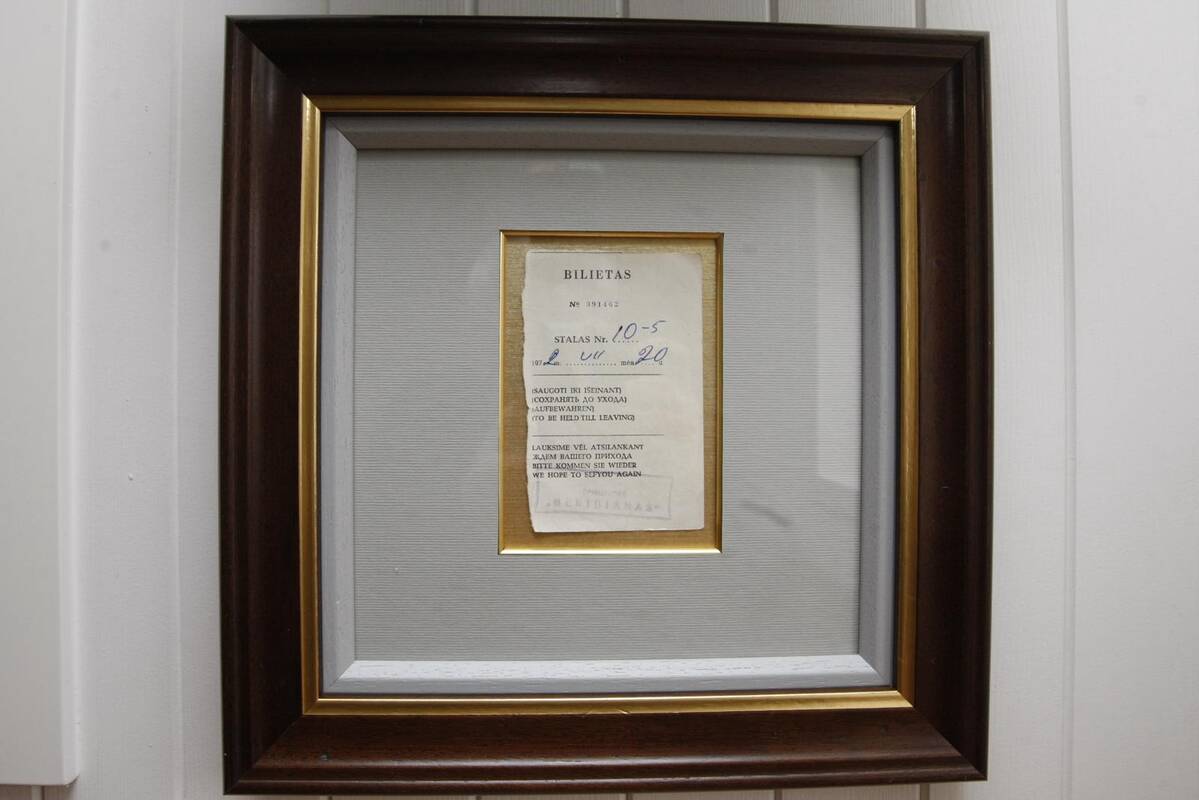 BILIETAS
№ 391462
STALAS Nr. 10-5
1972 m. VII mėn. 20 d.
(SAUGOTI IKI IŠEINANT)
(СОХРАНЯТЬ ДО УХОДА)
(AUFBEWAHREN)
(TO BE HELD TILL LEAVING)
LAUKSIME VĖL ATSILANKANT
ЖДЕМ ВАШЕГО ПРИХОДА
BITTE KOMMEN SIE WIEDER
WE HOPE TO SEE YOU AGAIN
„MERIDIANAS“